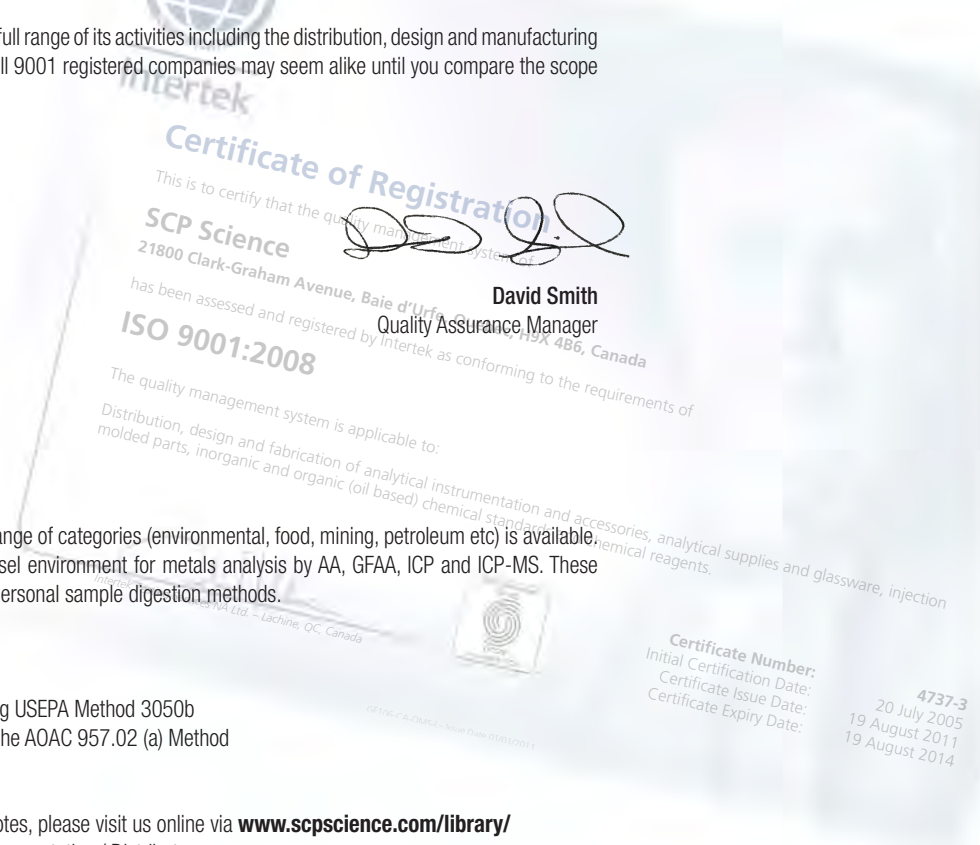 full range of its activities including the distribution, design and manufacturing
ll 9001 registered companies may seem alike until you compare the scope
Intertek
Certificate of Registration
This is to certify that the quality management system of
SCP Science
21800 Clark-Graham Avenue, Baie d'Urfe, Quebec, H9X 4B6, Canada
David Smith
Quality Assurance Manager
has been assessed and registered by Intertek as conforming to the requirements of
ISO 9001:2008
The quality management system is applicable to:
Distribution, design and fabrication of analytical instrumentation and accessories, analytical supplies and glassware, injection
molded parts, inorganic and organic (oil based) chemical standards chemical reagents.
ange of categories (environmental, food, mining, petroleum etc) is available.
sel environment for metals analysis by AA, GFAA, ICP and ICP-MS. These
ersonal sample digestion methods.
Intertek NA Ltd. – Lachine, QC, Canada
Certificate Number: 4737-3
Initial Certification Date: 20 July 2005
Certificate Issue Date: 19 August 2011
Certificate Expiry Date: 19 August 2014
g USEPA Method 3050b
he AOAC 957.02 (a) Method
otes, please visit us online via www.scpscience.com/library/